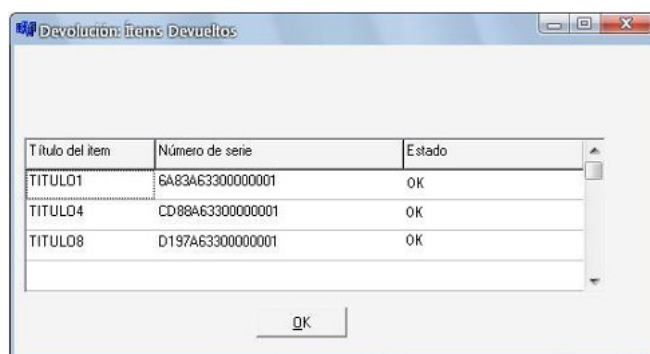 Devolución: Ítems Devueltos
Título del ítem Número de serie Estado
TITULO1 6A83A63300000001 OK
TITULO4 CD88A63300000001 OK
TITULO8 D197A63300000001 OK
OK